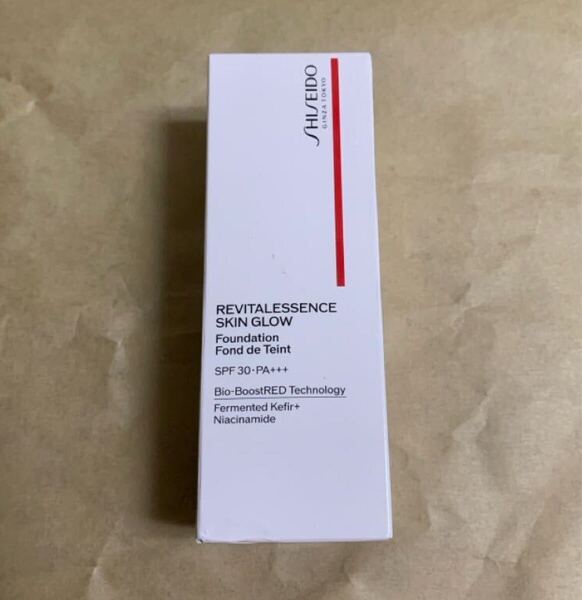 SHISEIDO
GINZA TOKYO
REVITALESSENCE
SKIN GLOW
Foundation
Fond de Teint
SPF 30·PA+++
Bio-BoostRED Technology
Fermented Kefir+
Niacinamide